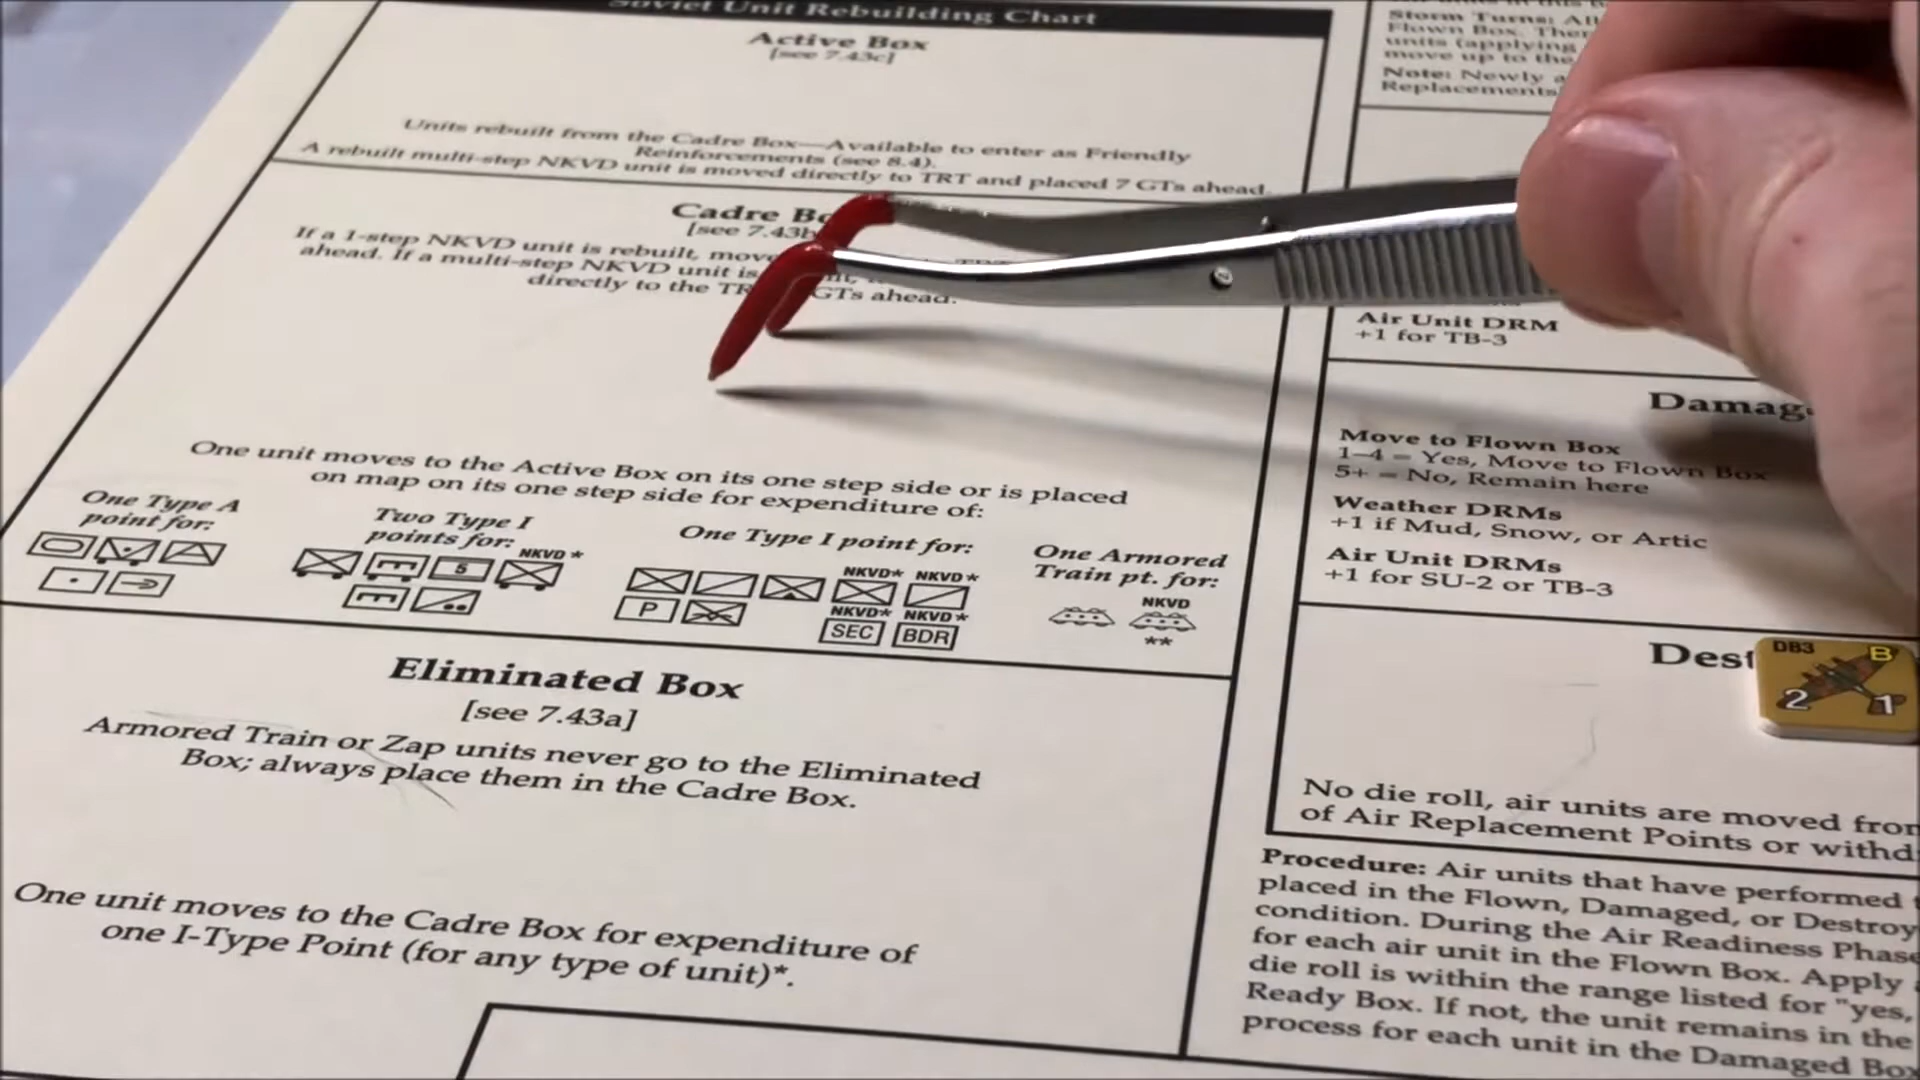 Soviet Unit Rebuilding Chart
Active Box
[see 7.43c]
Units rebuilt from the Cadre Box—Available to enter as Friendly
Reinforcements (see 8.4).
A rebuilt multi-step NKVD unit is moved directly to TRT and placed 7 GTs ahead.
Cadre
[see 7.43b
If a 1-step NKVD unit is rebuilt, move
ahead. If a multi-step NKVD unit is
directly to the GTs ahead.
One unit moves to the Active Box on its one step side or is placed
on map on its one step side for expenditure of:
One Type A
point for:
Two Type I
points for:
NKVD *
5
One Type I point for:
NKVD* NKVD*
P
NKVD* NKVD*
SEC BDR
One Armored
Train pt. for:
NKVD
**
Eliminated Box
[see 7.43a]
Armored Train or Zap units never go to the Eliminated
Box; always place them in the Cadre Box.
One unit moves to the Cadre Box for expenditure of
one I-Type Point (for any type of unit)*.
Storm Turns: All
Flown Box.
units (applying
move up to the
Note: Newly
Replacements
Air Unit DRM
+1 for TB-3
Move to Flown Box
1–4 = Yes, Move to Flown Box
5+ = No, Remain here
Weather DRMs
+1 if Mud, Snow, or Artic
Air Unit DRMs
+1 for SU-2 or TB-3
DB3 B
2 1
No die roll, air units are moved from
of Air Replacement Points or
Procedure: Air units that have performed
placed in the Flown, Damaged, or
condition. During the Air Readiness Phase
for each air unit in the Flown Box. Apply
die roll is within the range listed for "yes,
Ready Box. If not, the unit remains in the
process for each unit in the Damaged